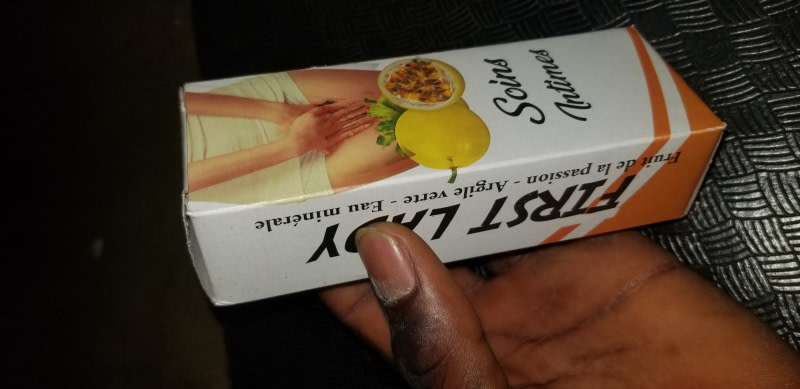 Soins
Intimes
FIRST LADY
Fruit de la passion - Argile verte - Eau minérale